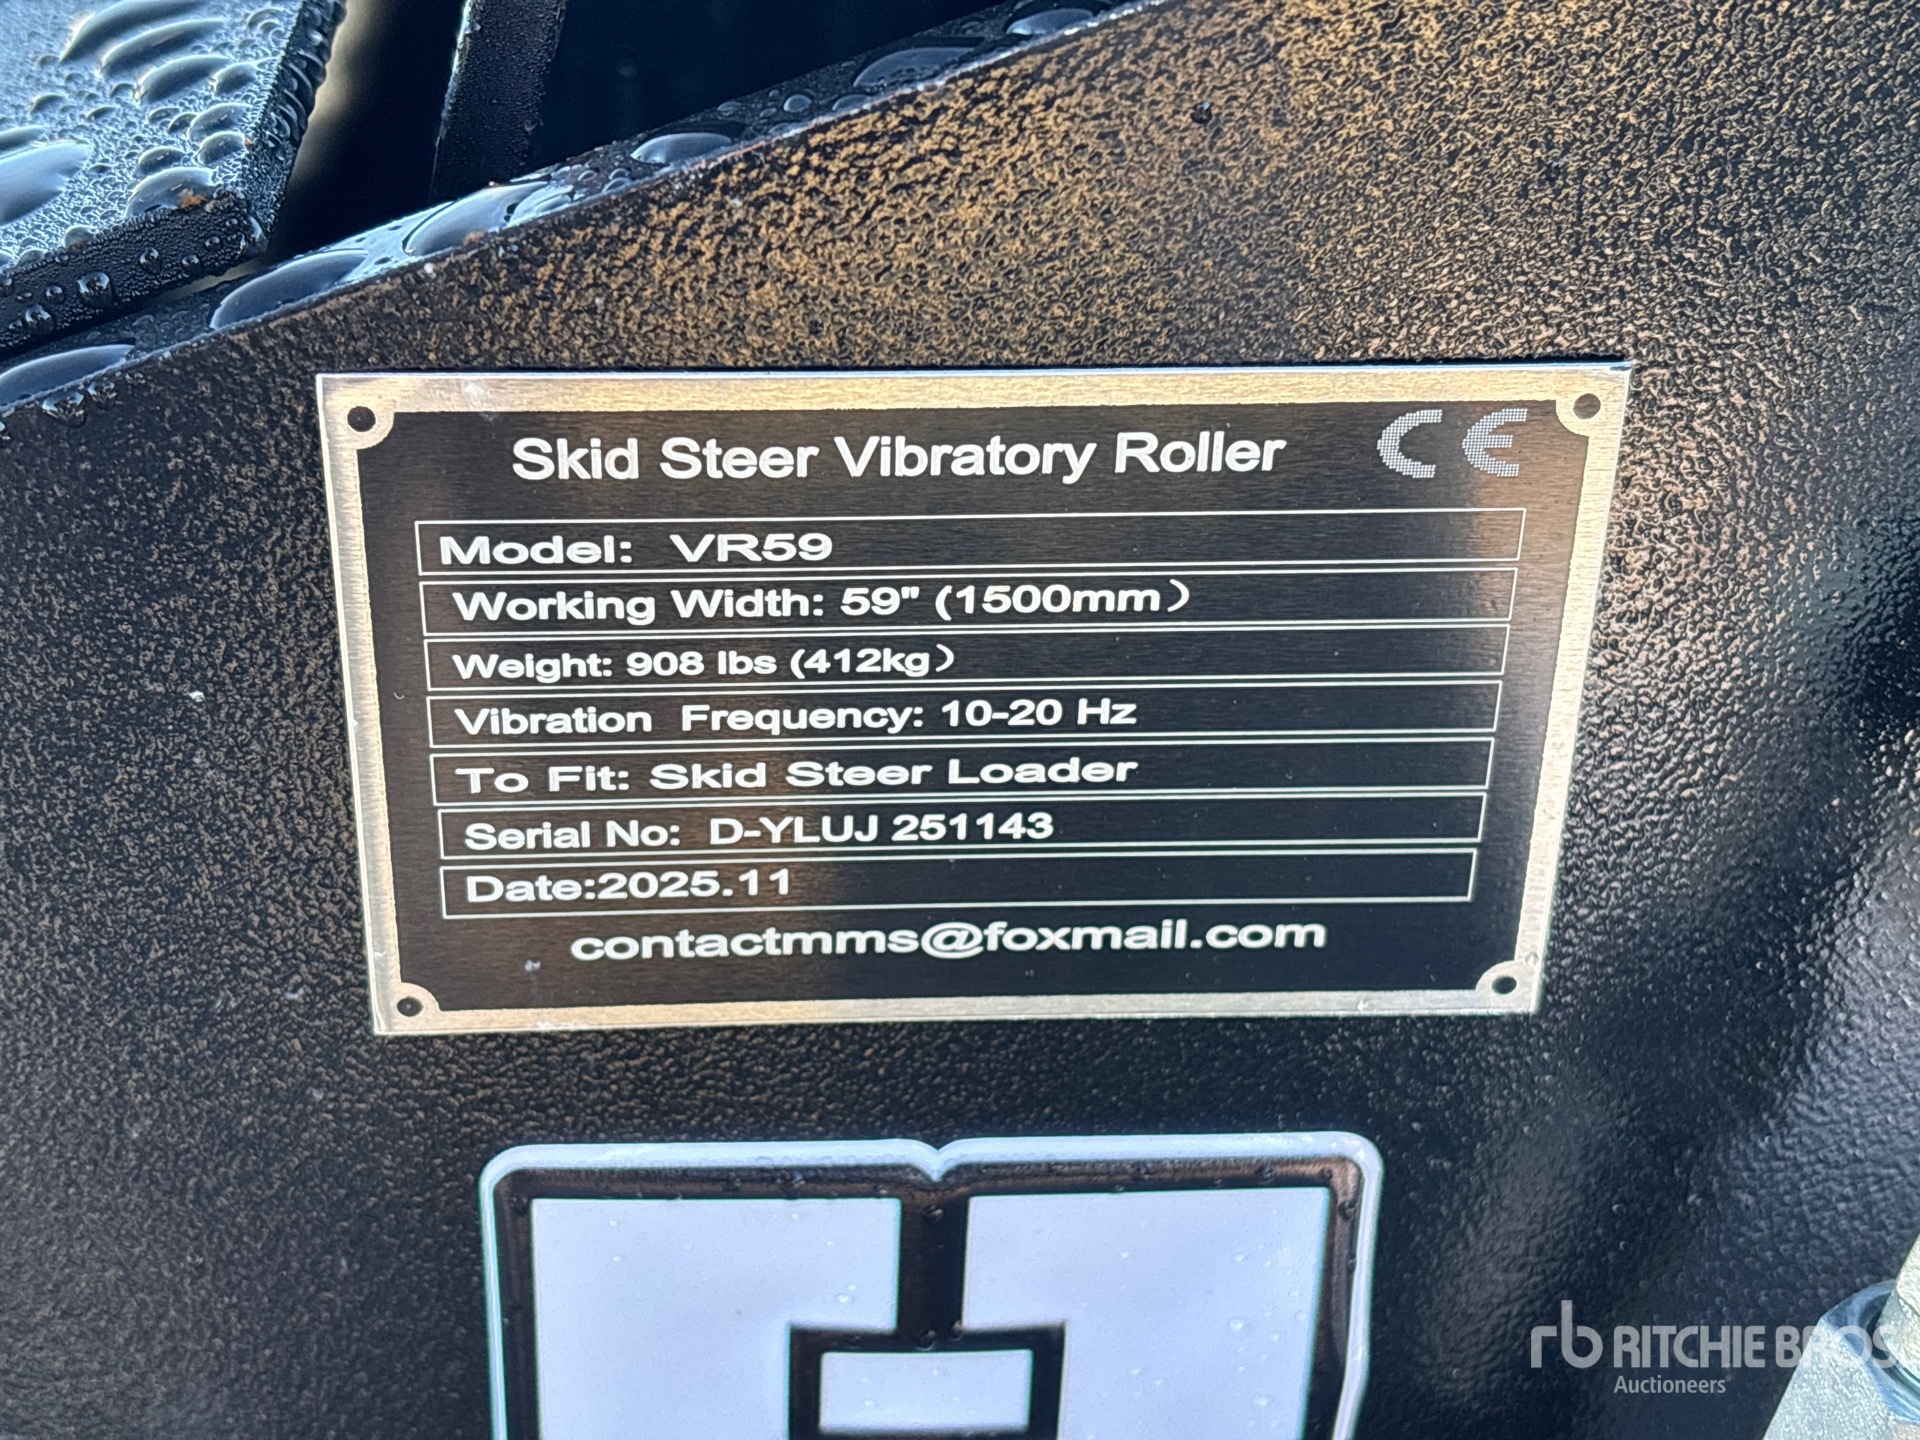 Skid Steer Vibratory Roller CE
Model: VR59
Working Width: 59" (1500mm)
Weight: 908 lbs (412kg)
Vibration Frequency: 10-20 Hz
To Fit: Skid Steer Loader
Serial No: D-YLUJ 251143
Date:2025.11
contactmms@foxmail.com
rb RITCHIE BROS
Auctioneers